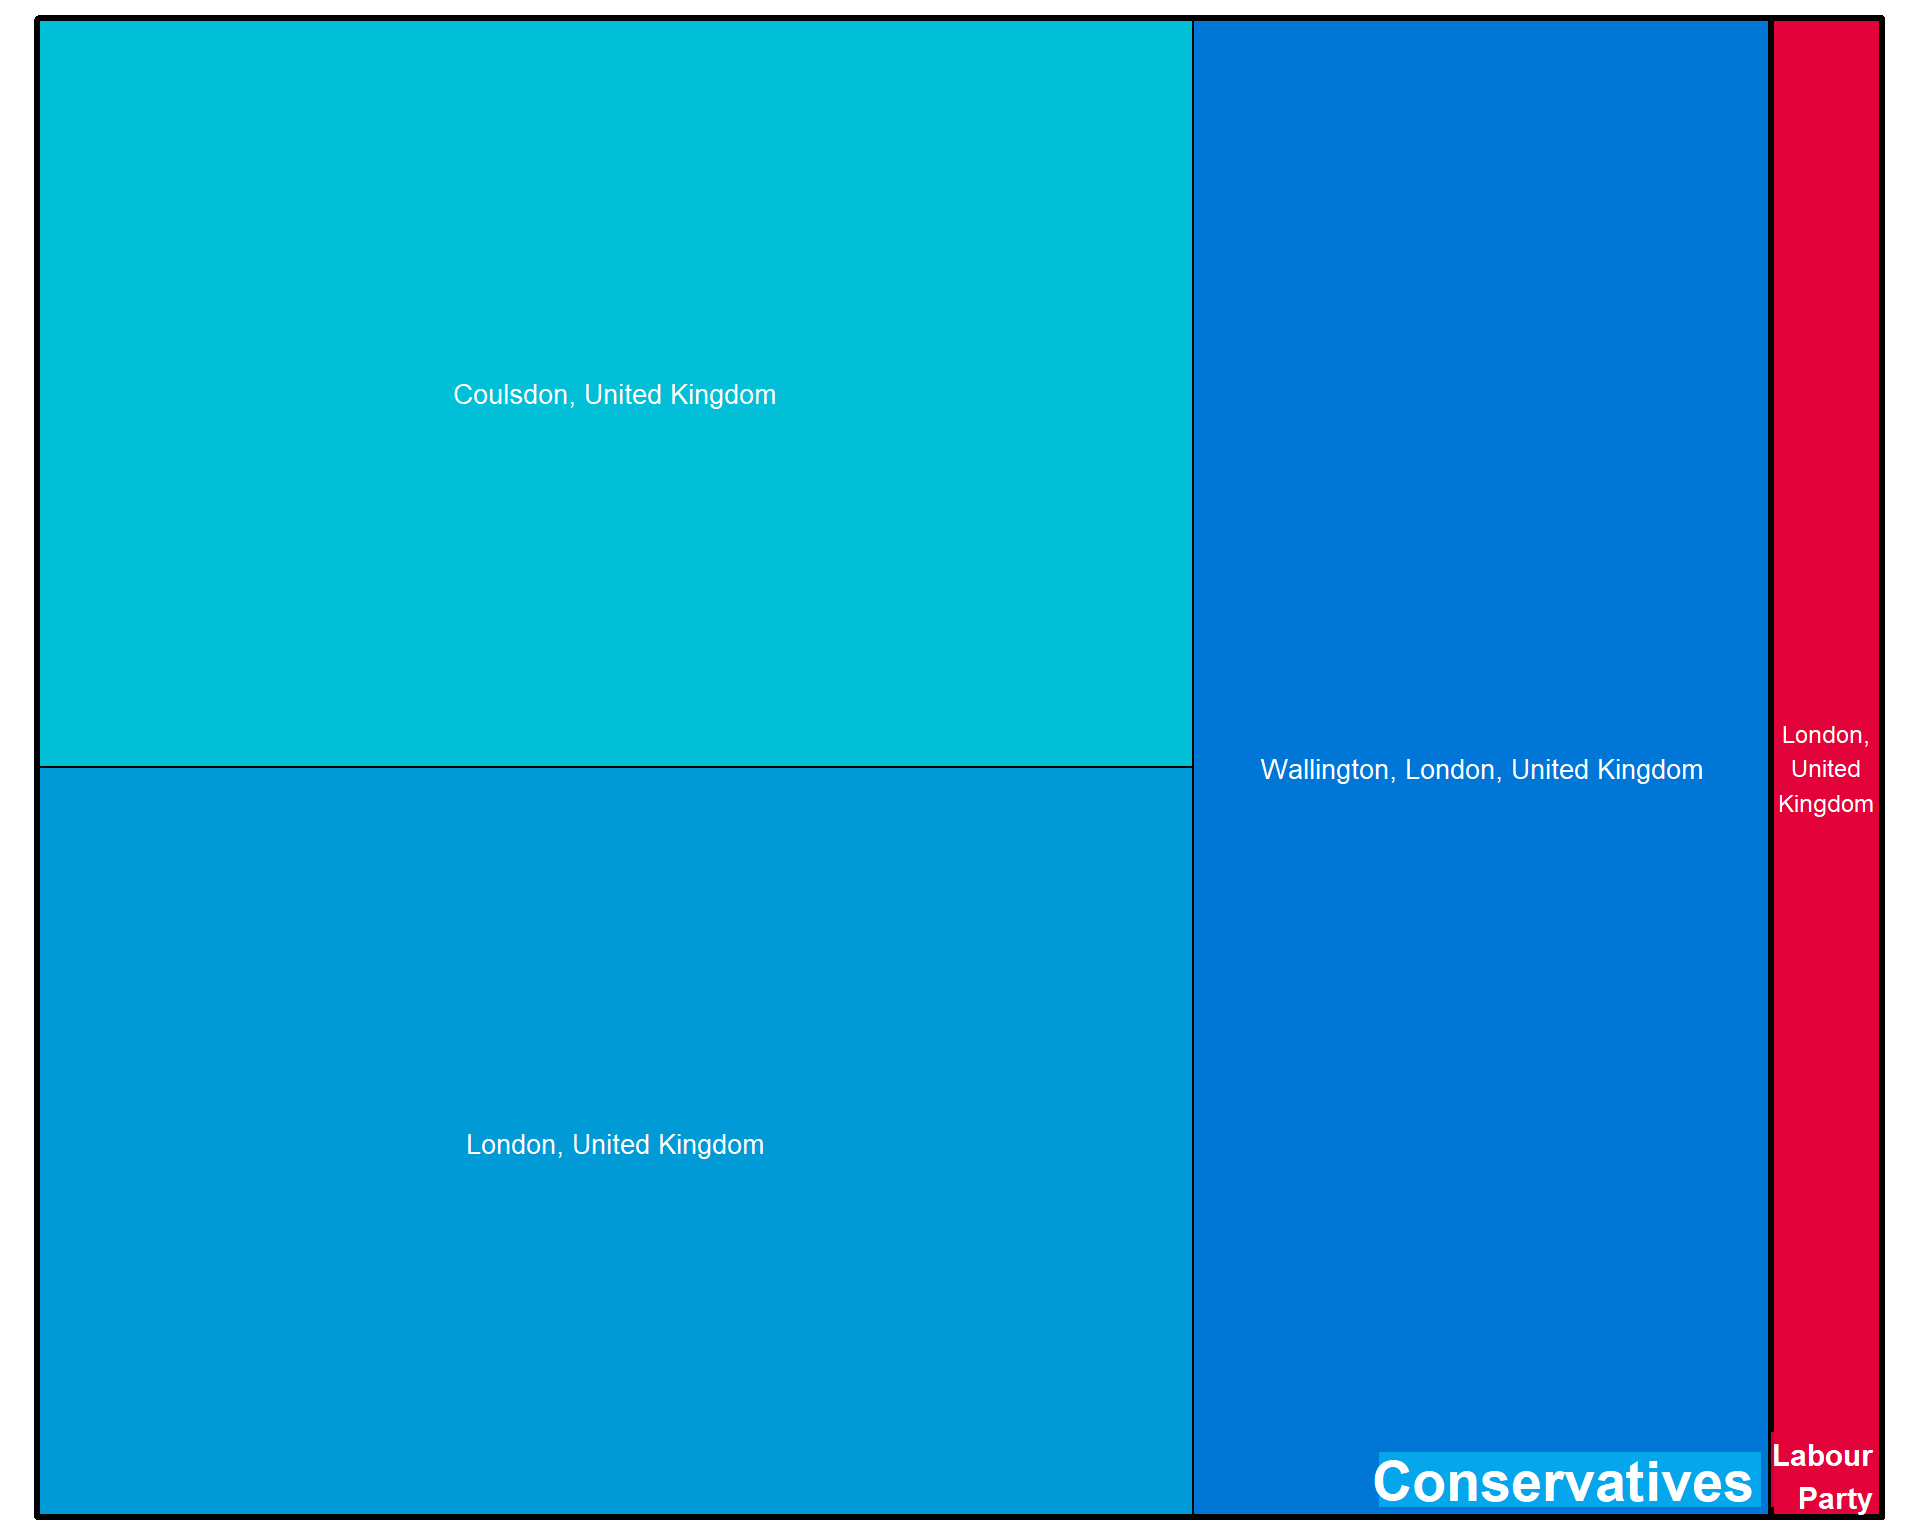 Coulsdon, United Kingdom
London, United Kingdom
Wallington, London, United Kingdom
Conservatives
London,
United
Kingdom
Labour
Party